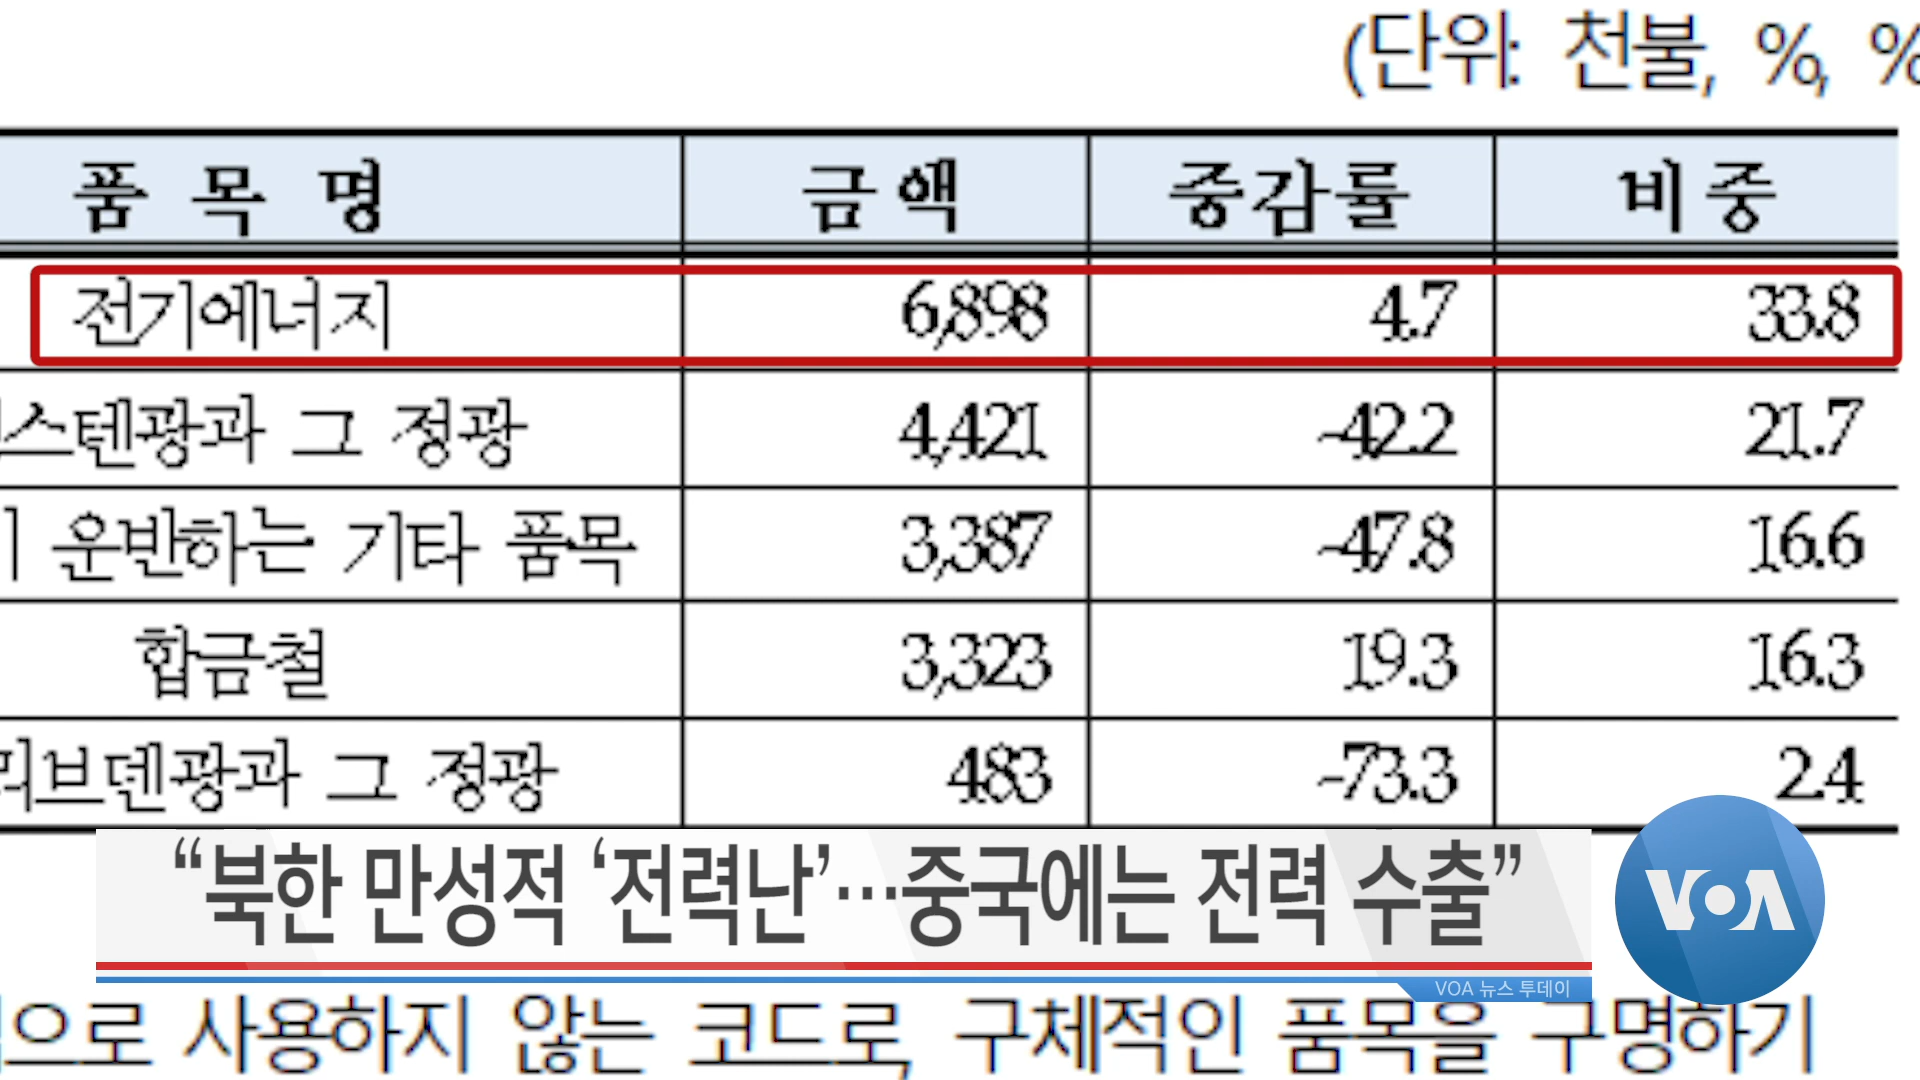 (단위: 천불, %, %
품 목 명 금액 증감률 비중
전기에너지 6,898 4.7 33.8
스텐광과 그 정광 4,421 -42.2 21.7
운반하는 기타 품목 3,387 -47.8 16.6
합금철 3,323 19.3 16.3
리브덴광과 그 정광 483 -73.3 2.4
“북한 만성적 ‘전력난’…중국에는 전력 수출”
VOA
VOA 뉴스 투데이
으로 사용하지 않는 코드로, 구체적인 품목을 구명하기